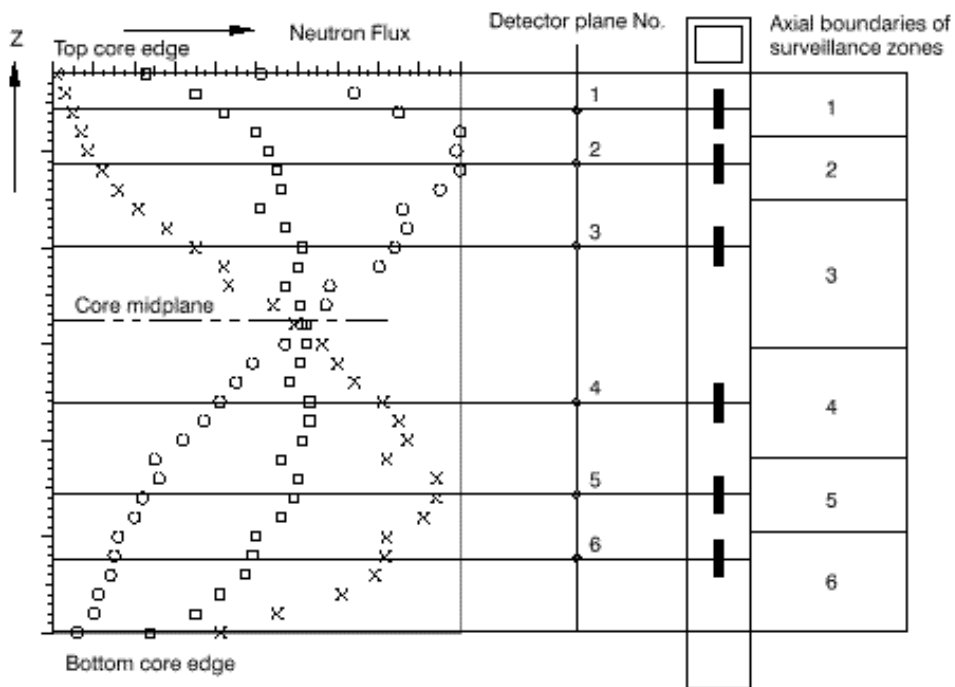 Z
Neutron Flux
Detector plane No.
Axial boundaries of
surveillance zones
Top core edge
1
1
2
2
3
3
Core midplane
4
4
5
5
6
6
Bottom core edge